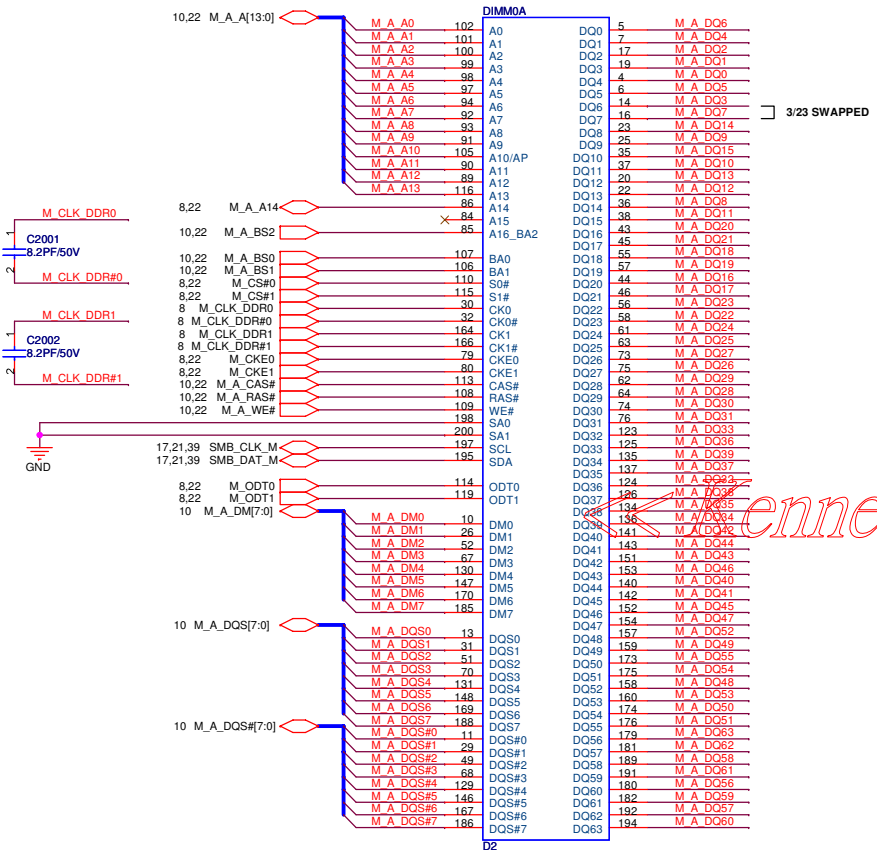 DIMM0A
10,22 M_A_A[13:0]
M_A_A0 102 A0 DQ0 5 M_A_DQ6
M_A_A1 101 A1 DQ1 7 M_A_DQ4
M_A_A2 100 A2 DQ2 17 M_A_DQ2
M_A_A3 99 A3 DQ3 19 M_A_DQ1
M_A_A4 98 A4 DQ4 4 M_A_DQ0
M_A_A5 97 A5 DQ5 6 M_A_DQ5
M_A_A6 94 A6 DQ6 14 M_A_DQ3
M_A_A7 92 A7 DQ7 16 M_A_DQ7
3/23 SWAPPED
M_A_A8 93 A8 DQ8 23 M_A_DQ14
M_A_A9 91 A9 DQ9 25 M_A_DQ9
M_A_A10 105 A10/AP DQ10 35 M_A_DQ15
M_A_A11 90 A11 DQ11 37 M_A_DQ10
M_A_A12 89 A12 DQ12 20 M_A_DQ13
M_A_A13 116 A13 DQ13 22 M_A_DQ12
8,22 M_A_A14 86 A14 DQ14 36 M_A_DQ8
84 A15 DQ15 38 M_A_DQ11
10,22 M_A_BS2 85 A16_BA2 DQ16 43 M_A_DQ20
DQ17 45 M_A_DQ21
10,22 M_A_BS0 107 BA0 DQ18 55 M_A_DQ18
10,22 M_A_BS1 106 BA1 DQ19 57 M_A_DQ19
8,22 M_CS#0 110 S0# DQ20 44 M_A_DQ16
8,22 M_CS#1 115 S1# DQ21 46 M_A_DQ17
8 M_CLK_DDR0 30 CK0 DQ22 56 M_A_DQ23
8 M_CLK_DDR#0 32 CK0# DQ23 58 M_A_DQ22
8 M_CLK_DDR1 164 CK1 DQ24 61 M_A_DQ24
8 M_CLK_DDR#1 166 CK1# DQ25 63 M_A_DQ25
8,22 M_CKE0 79 CKE0 DQ26 73 M_A_DQ27
8,22 M_CKE1 80 CKE1 DQ27 75 M_A_DQ26
10,22 M_A_CAS# 113 CAS# DQ28 62 M_A_DQ29
10,22 M_A_RAS# 108 RAS# DQ29 64 M_A_DQ28
10,22 M_A_WE# 109 WE# DQ30 74 M_A_DQ30
198 SA0 DQ31 76 M_A_DQ31
200 SA1 DQ32 123 M_A_DQ33
17,21,39 SMB_CLK_M 197 SCL DQ33 125 M_A_DQ36
17,21,39 SMB_DAT_M 195 SDA DQ34 135 M_A_DQ39
DQ35 137 M_A_DQ37
8,22 M_ODT0 114 ODT0 DQ36 124 M_A_DQ32
8,22 M_ODT1 119 ODT1 DQ37 126 M_A_DQ38
10 M_A_DM[7:0] DQ38 134 M_A_DQ35
M_A_DM0 10 DM0 DQ39 136 M_A_DQ34
M_A_DM1 26 DM1 DQ40 141 M_A_DQ42
M_A_DM2 52 DM2 DQ41 143 M_A_DQ44
M_A_DM3 67 DM3 DQ42 151 M_A_DQ43
M_A_DM4 130 DM4 DQ43 153 M_A_DQ46
M_A_DM5 147 DM5 DQ44 140 M_A_DQ40
M_A_DM6 170 DM6 DQ45 142 M_A_DQ41
M_A_DM7 185 DM7 DQ46 152 M_A_DQ45
10 M_A_DQS[7:0] DQ47 154 M_A_DQ47
M_A_DQS0 13 DQS0 DQ48 157 M_A_DQ52
M_A_DQS1 31 DQS1 DQ49 159 M_A_DQ49
M_A_DQS2 51 DQS2 DQ50 173 M_A_DQ55
M_A_DQS3 70 DQS3 DQ51 175 M_A_DQ54
M_A_DQS4 131 DQS4 DQ52 158 M_A_DQ48
M_A_DQS5 148 DQS5 DQ53 160 M_A_DQ53
M_A_DQS6 169 DQS6 DQ54 174 M_A_DQ50
M_A_DQS7 188 DQS7 DQ55 176 M_A_DQ51
10 M_A_DQS#[7:0]
M_A_DQS#0 11 DQS#0 DQ56 179 M_A_DQ63
M_A_DQS#1 29 DQS#1 DQ57 181 M_A_DQ62
M_A_DQS#2 49 DQS#2 DQ58 189 M_A_DQ58
M_A_DQS#3 68 DQS#3 DQ59 191 M_A_DQ61
M_A_DQS#4 129 DQS#4 DQ60 180 M_A_DQ56
M_A_DQS#5 146 DQS#5 DQ61 182 M_A_DQ59
M_A_DQS#6 167 DQS#6 DQ62 192 M_A_DQ57
M_A_DQS#7 186 DQS#7 DQ63 194 M_A_DQ60
D2
M_CLK_DDR0
1
C2001
8.2PF/50V
2
M_CLK_DDR#0
M_CLK_DDR1
1
C2002
8.2PF/50V
2
M_CLK_DDR#1
GND
<< Kenne